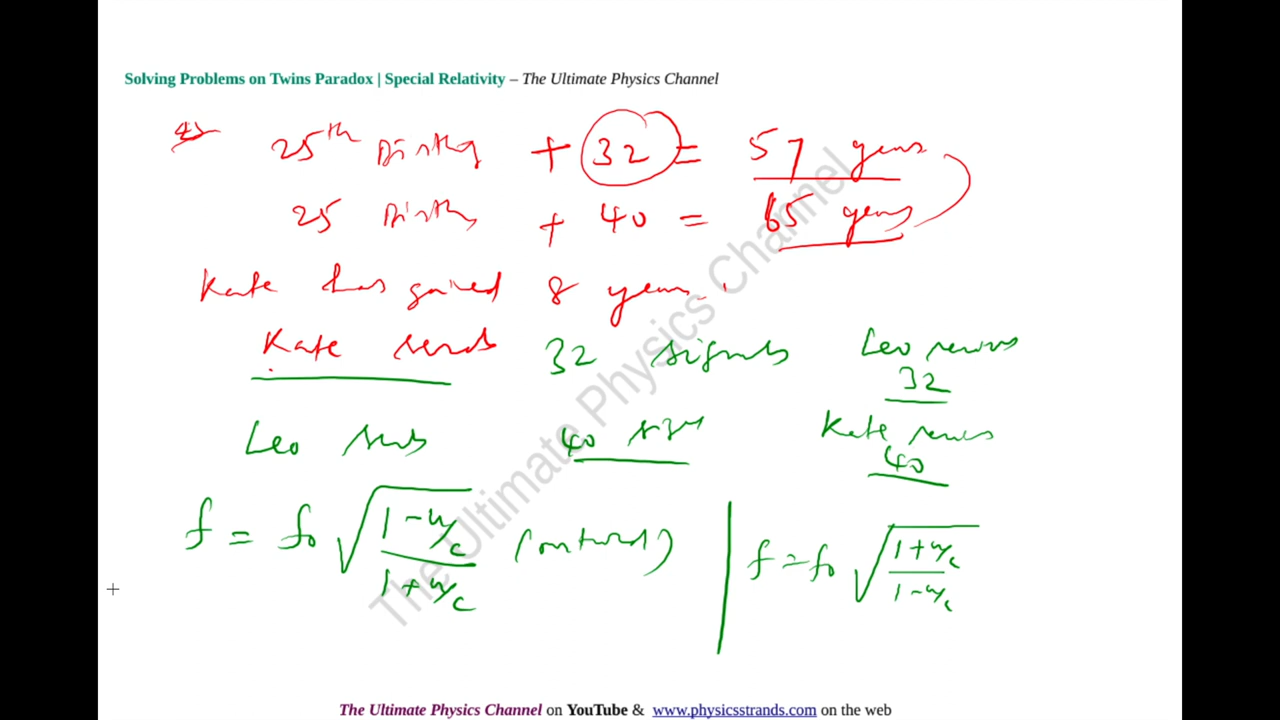 Solving Problems on Twins Paradox | Special Relativity – The Ultimate Physics Channel
25th Birthday + 32 = 57 years
25 Birthday + 40 = 65 years
Kate has gained 8 years.
Kate sends 32 signals Leo receives
32
Leo sends 40 sig Kate receives
40
f = f₀ √((1-u/c)/(1+u/c)) (outward) | f = f₀ √((1+u/c)/(1-u/c))
The Ultimate Physics Channel
The Ultimate Physics Channel on YouTube & www.physicsstrands.com on the web